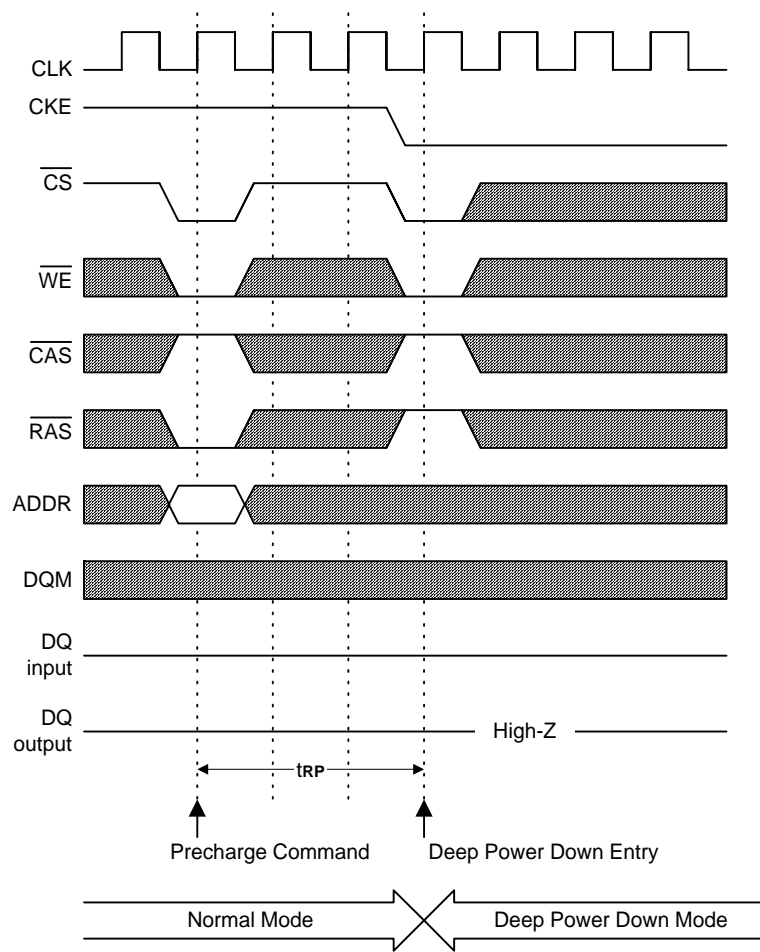 CLK
CKE
CS
WE
CAS
RAS
ADDR
DQM
DQ
input
DQ
output
High-Z
tRP
Precharge Command
Deep Power Down Entry
Normal Mode
Deep Power Down Mode